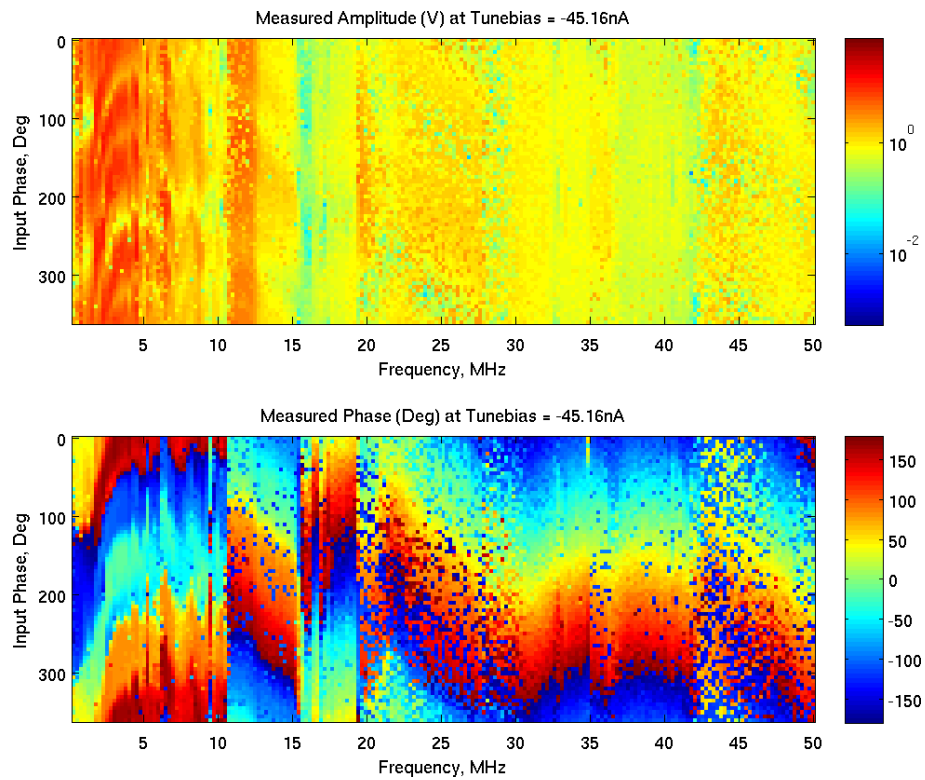 Measured Amplitude (V) at Tunebias = -45.16nA
0
100
200
300
Input Phase, Deg
5 10 15 20 25 30 35 40 45 50
Frequency, MHz
10^0
10^-2
Measured Phase (Deg) at Tunebias = -45.16nA
0
100
200
300
Input Phase, Deg
5 10 15 20 25 30 35 40 45 50
Frequency, MHz
150
100
50
0
-50
-100
-150